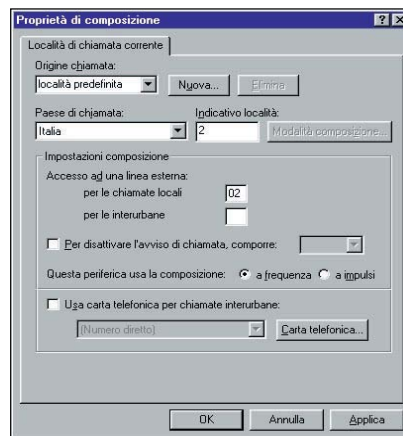 Proprietà di composizione
Località di chiamata corrente
Origine chiamata:
località predefinita Nuova... Elimina
Paese di chiamata: Indicativo località:
Italia 2 Modalità composizione...
Impostazioni composizione
Accesso ad una linea esterna:
per le chiamate locali 02
per le interurbane
Per disattivare l'avviso di chiamata, comporre:
Questa periferica usa la composizione: a frequenza a impulsi
Usa carta telefonica per chiamate interurbane:
(Numero diretto) Carta telefonica...
OK Annulla Applica